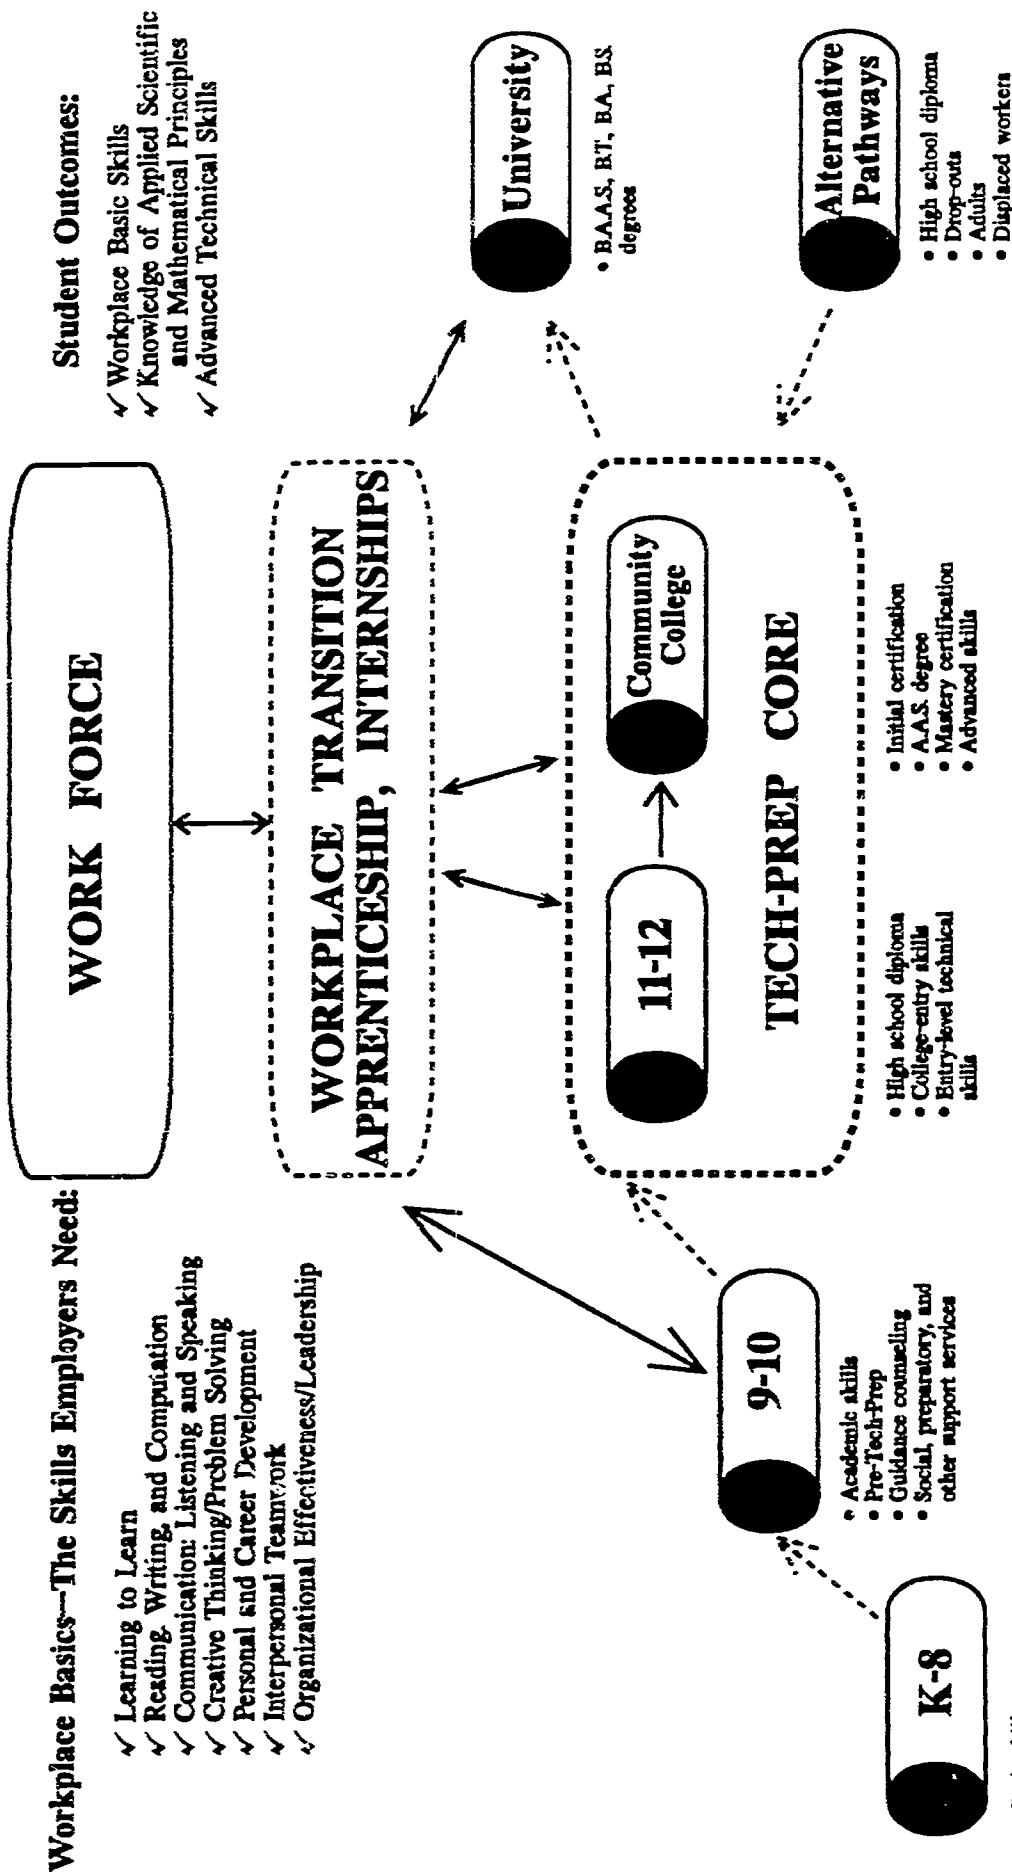 Workplace Basics—The Skills Employers Need:
✓ Learning to Learn
✓ Reading, Writing, and Computation
✓ Communication: Listening and Speaking
✓ Creative Thinking/Problem Solving
✓ Personal and Career Development
✓ Interpersonal Teamwork
✓ Organizational Effectiveness/Leadership
WORK FORCE
Student Outcomes:
✓ Workplace Basic Skills
✓ Knowledge of Applied Scientific
and Mathematical Principles
✓ Advanced Technical Skills
WORKPLACE TRANSITION
APPRENTICESHIP, INTERNSHIPS
University
• B.A.A.S., B.T., B.A., B.S.
degrees
11-12
Community
College
TECH-PREP CORE
• High school diploma
• College-entry skills
• Entry-level technical
skills
• Initial certification
• A.A.S. degree
• Mastery certification
• Advanced skills
Alternative
Pathways
• High school diploma
• Drop-outs
• Adults
• Displaced workers
9-10
• Academic skills
• Pre-Tech-Prep
• Guidance counseling
• Social, preparatory, and
other support services
K-8